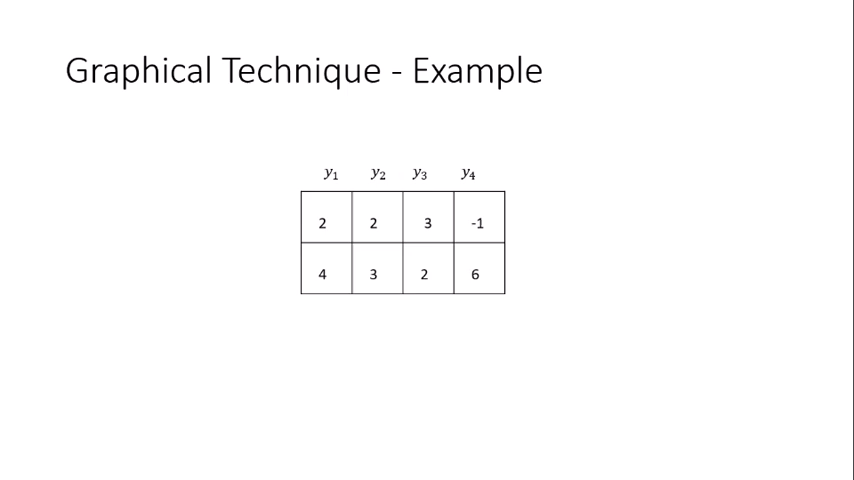 Graphical Technique - Example
y₁ y₂ y₃ y₄
2 2 3 -1
4 3 2 6